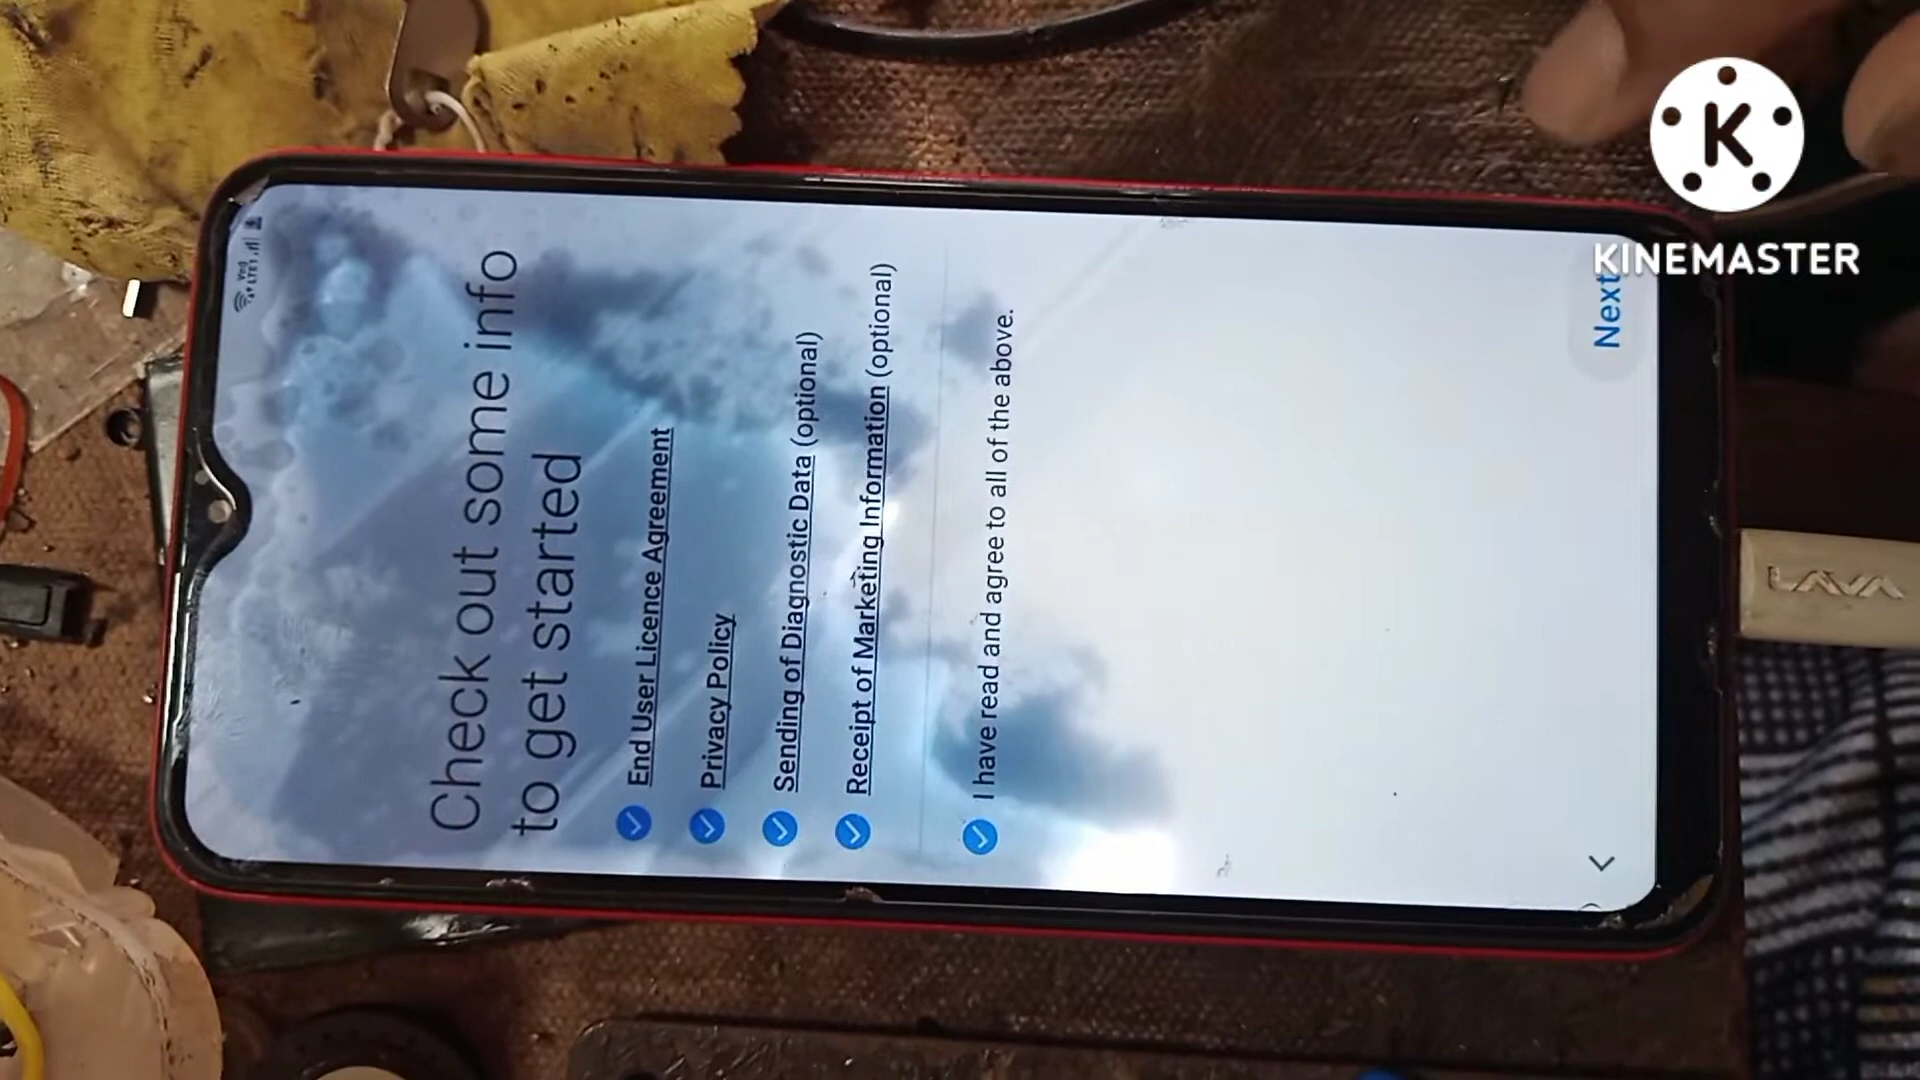 Check out some info
to get started
End User Licence Agreement
Privacy Policy
Sending of Diagnostic Data (optional)
Receipt of Marketing Information (optional)
I have read and agree to all of the above.
Next
K
KINEMASTER
LAVA